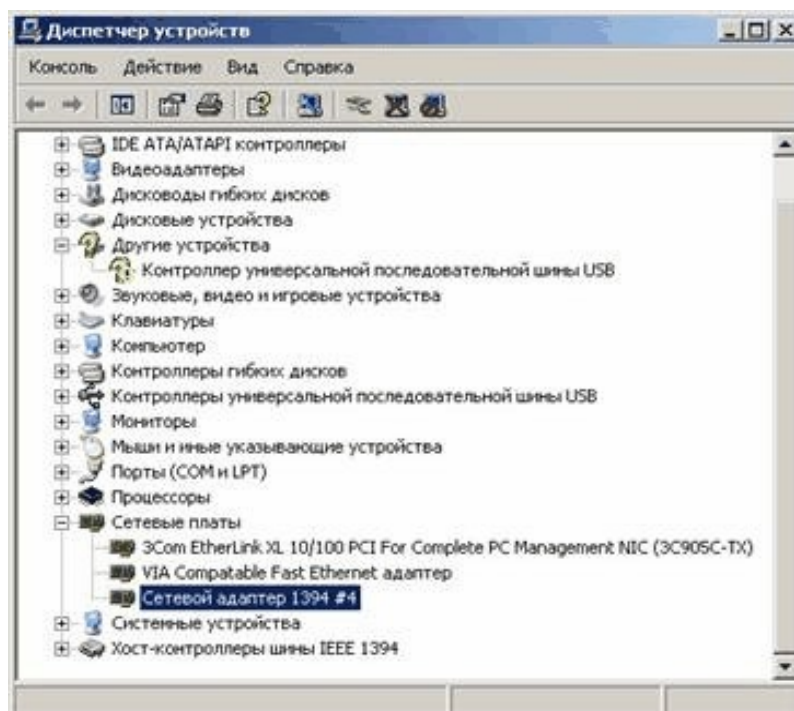 Диспетчер устройств
Консоль Действие Вид Справка
IDE ATA/ATAPI контроллеры
Видеоадаптеры
Дисководы гибких дисков
Дисковые устройства
Другие устройства
Контроллер универсальной последовательной шины USB
Звуковые, видео и игровые устройства
Клавиатуры
Компьютер
Контроллеры гибких дисков
Контроллеры универсальной последовательной шины USB
Мониторы
Мыши и иные указывающие устройства
Порты (COM и LPT)
Процессоры
Сетевые платы
3Com EtherLink XL 10/100 PCI For Complete PC Management NIC (3C905C-TX)
VIA Compatable Fast Ethernet адаптер
Сетевой адаптер 1394 #4
Системные устройства
Хост-контроллеры шины IEEE 1394